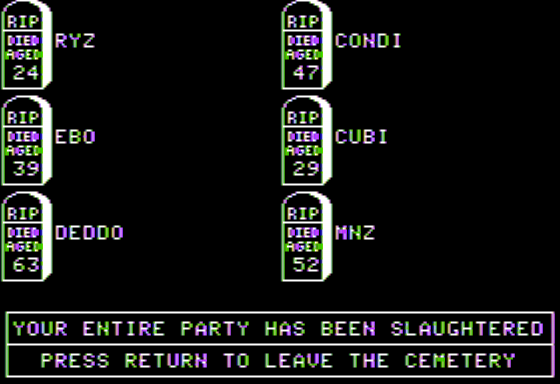 RIP
DIED
AGED
24
RYZ
RIP
DIED
AGED
47
CONDI
RIP
DIED
AGED
39
EBO
RIP
DIED
AGED
29
CUBI
RIP
DIED
AGED
63
DEDDO
RIP
DIED
AGED
52
MNZ
YOUR ENTIRE PARTY HAS BEEN SLAUGHTERED
PRESS RETURN TO LEAVE THE CEMETERY